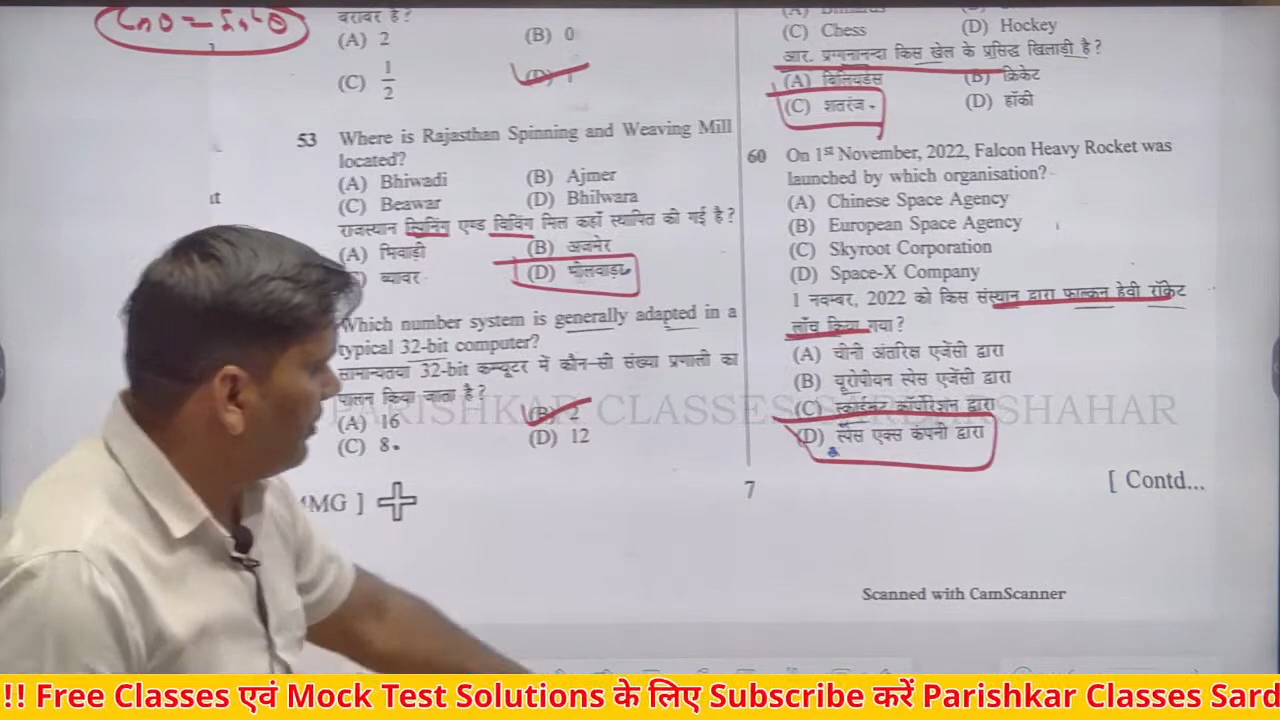 बराबर है?
(A) 2
(B) 0
(C) 1/2
53 Where is Rajasthan Spinning and Weaving Mill
located?
(A) Bhiwadi
(B) Ajmer
(C) Beawar
(D) Bhilwara
राजस्थान स्पिनिंग एण्ड विविंग मिल कहाँ स्थापित की गई है?
(A) भिवाड़ी
(B) अजमेर
ब्यावर
(D) भीलवाड़ा
Which number system is generally adapted in a
typical 32-bit computer?
सामान्यतया 32-bit कम्प्यूटर में कौन-सी संख्या प्रणाली का
पालन किया जाता है?
(A) 16
(B) 2
(C) 8
(D) 12
MG ]
7
(C) Chess
(D) Hockey
आर. प्रग्गनानन्दा किस खेल के प्रसिद्ध खिलाड़ी है?
(A) बिलियर्डस
(B) क्रिकेट
(C) शतरंज
(D) हॉकी
60 On 1st November, 2022, Falcon Heavy Rocket was
launched by which organisation?
(A) Chinese Space Agency
(B) European Space Agency
(C) Skyroot Corporation
(D) Space-X Company
1 नवम्बर, 2022 को किस संस्थान द्वारा फाल्कन हेवी रॉकेट
लाँच किया गया?
(A) चीनी अंतरिक्ष एजेंसी द्वारा
(B) यूरोपीयन स्पेस एजेंसी द्वारा
(C) स्काईरूट कॉर्पोरेशन द्वारा
(D) स्पेस एक्स कंपनी द्वारा
[ Contd...
PARISHKAR CLASSES SARDARSHAHAR
Scanned with CamScanner
!! Free Classes एवं Mock Test Solutions के लिए Subscribe करें Parishkar Classes Sard